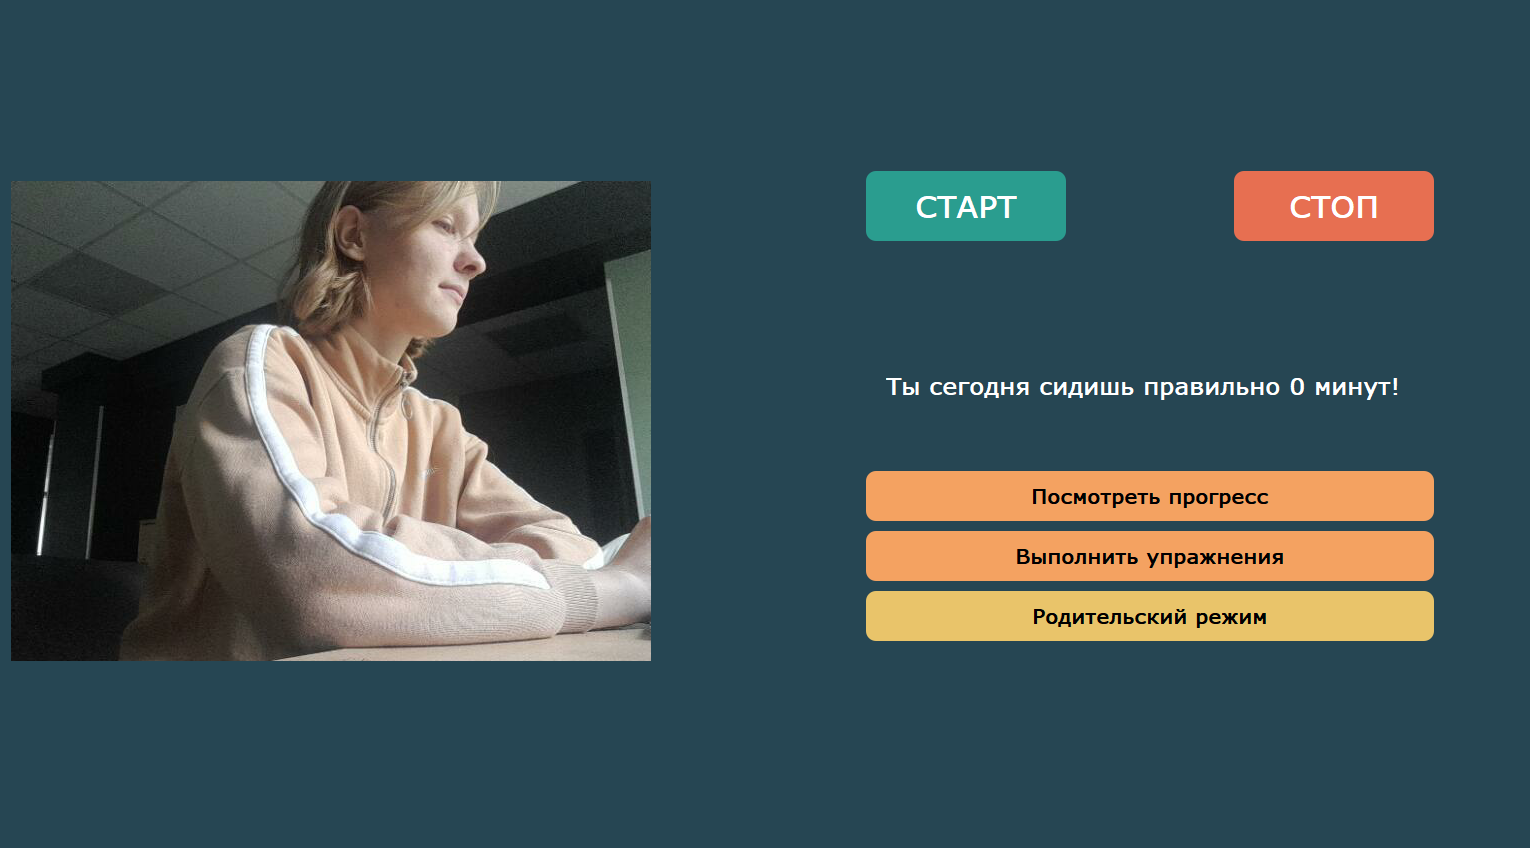 СТАРТ
СТОП
Ты сегодня сидишь правильно 0 минут!
Посмотреть прогресс
Выполнить упражнения
Родительский режим